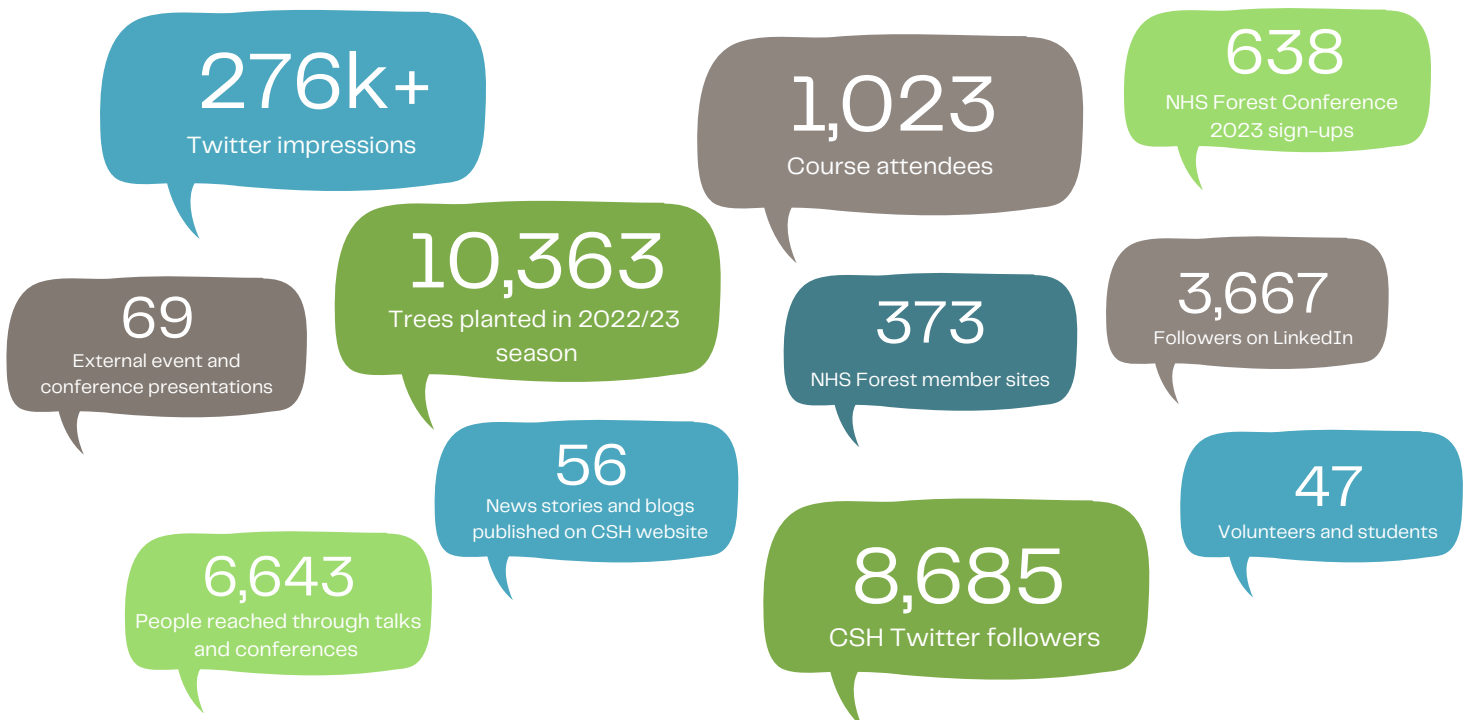 276k+
Twitter impressions
1,023
Course attendees
638
NHS Forest Conference
2023 sign-ups
10,363
Trees planted in 2022/23
season
69
External event and
conference presentations
373
NHS Forest member sites
3,667
Followers on LinkedIn
56
News stories and blogs
published on CSH website
47
Volunteers and students
6,643
People reached through talks
and conferences
8,685
CSH Twitter followers